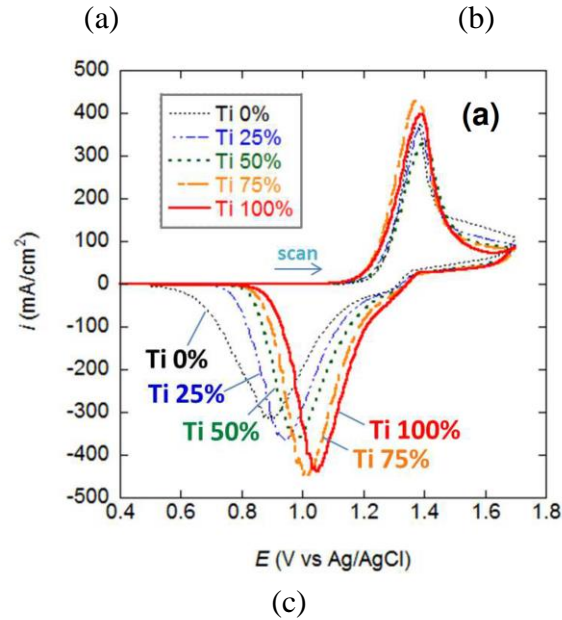 (a) (b)
500
400
300
200
100
0
-100
-200
-300
-400
-500
i (mA/cm²)
Ti 0%
Ti 25%
Ti 50%
Ti 75%
Ti 100%
(a)
scan
Ti 0%
Ti 25%
Ti 50%
Ti 100%
Ti 75%
0.4 0.6 0.8 1.0 1.2 1.4 1.6 1.8
E (V vs Ag/AgCl)
(c)